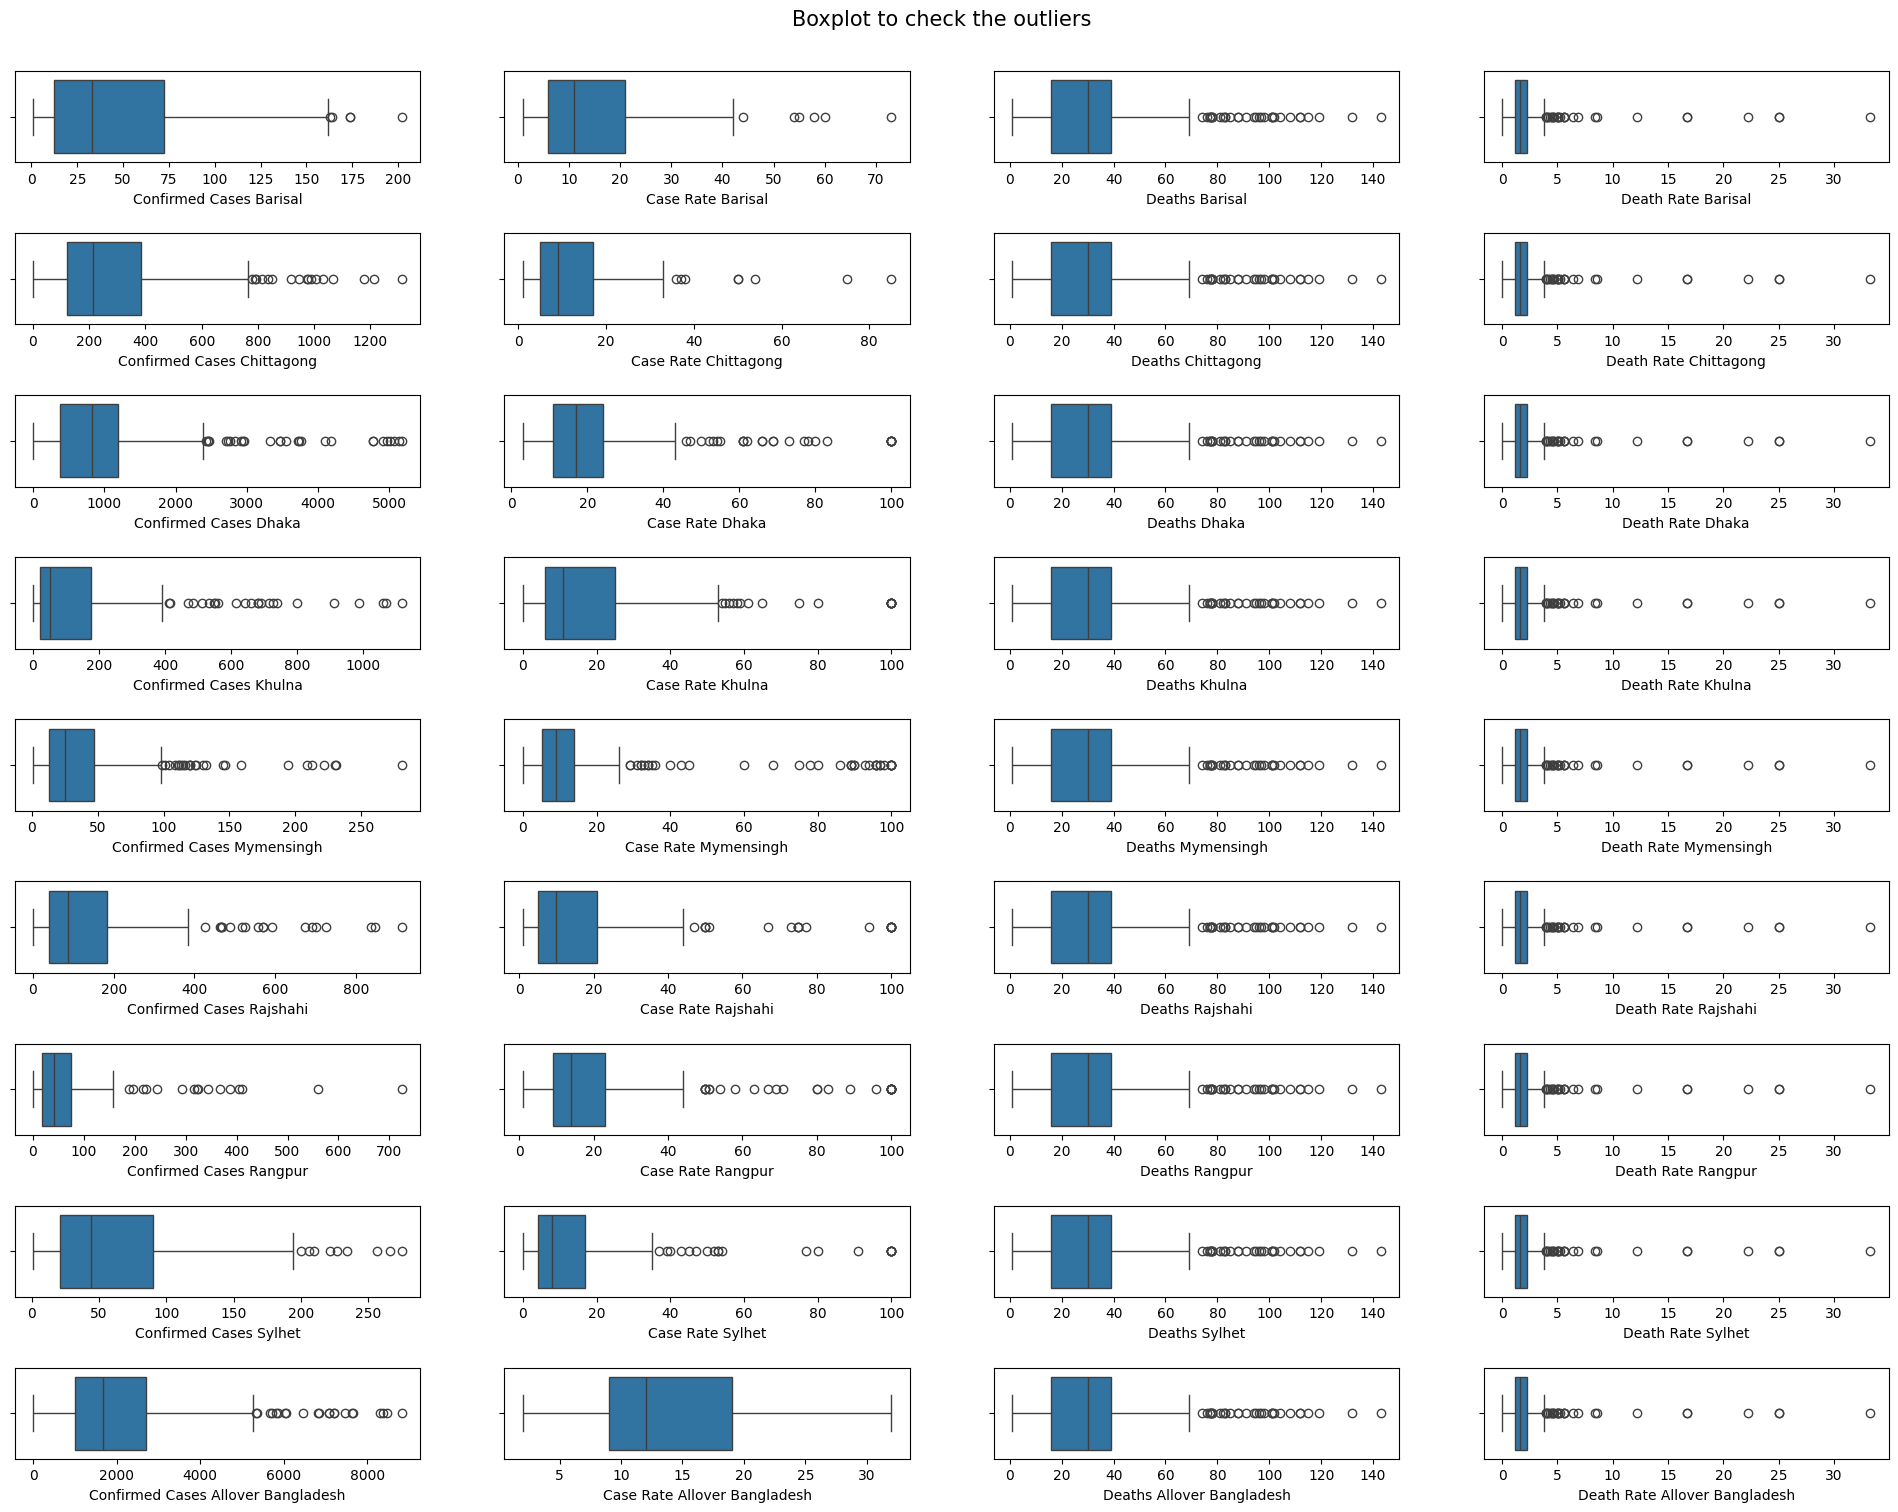 Boxplot to check the outliers
0 25 50 75 100 125 150 175 200
Confirmed Cases Barisal
0 10 20 30 40 50 60 70
Case Rate Barisal
0 20 40 60 80 100 120 140
Deaths Barisal
0 5 10 15 20 25 30
Death Rate Barisal
0 200 400 600 800 1000 1200
Confirmed Cases Chittagong
0 20 40 60 80
Case Rate Chittagong
0 20 40 60 80 100 120 140
Deaths Chittagong
0 5 10 15 20 25 30
Death Rate Chittagong
0 1000 2000 3000 4000 5000
Confirmed Cases Dhaka
0 20 40 60 80 100
Case Rate Dhaka
0 20 40 60 80 100 120 140
Deaths Dhaka
0 5 10 15 20 25 30
Death Rate Dhaka
0 200 400 600 800 1000
Confirmed Cases Khulna
0 20 40 60 80 100
Case Rate Khulna
0 20 40 60 80 100 120 140
Deaths Khulna
0 5 10 15 20 25 30
Death Rate Khulna
0 50 100 150 200 250
Confirmed Cases Mymensingh
0 20 40 60 80 100
Case Rate Mymensingh
0 20 40 60 80 100 120 140
Deaths Mymensingh
0 5 10 15 20 25 30
Death Rate Mymensingh
0 200 400 600 800
Confirmed Cases Rajshahi
0 20 40 60 80 100
Case Rate Rajshahi
0 20 40 60 80 100 120 140
Deaths Rajshahi
0 5 10 15 20 25 30
Death Rate Rajshahi
0 100 200 300 400 500 600 700
Confirmed Cases Rangpur
0 20 40 60 80 100
Case Rate Rangpur
0 20 40 60 80 100 120 140
Deaths Rangpur
0 5 10 15 20 25 30
Death Rate Rangpur
0 50 100 150 200 250
Confirmed Cases Sylhet
0 20 40 60 80 100
Case Rate Sylhet
0 20 40 60 80 100 120 140
Deaths Sylhet
0 5 10 15 20 25 30
Death Rate Sylhet
0 2000 4000 6000 8000
Confirmed Cases Allover Bangladesh
5 10 15 20 25 30
Case Rate Allover Bangladesh
0 20 40 60 80 100 120 140
Deaths Allover Bangladesh
0 5 10 15 20 25 30
Death Rate Allover Bangladesh